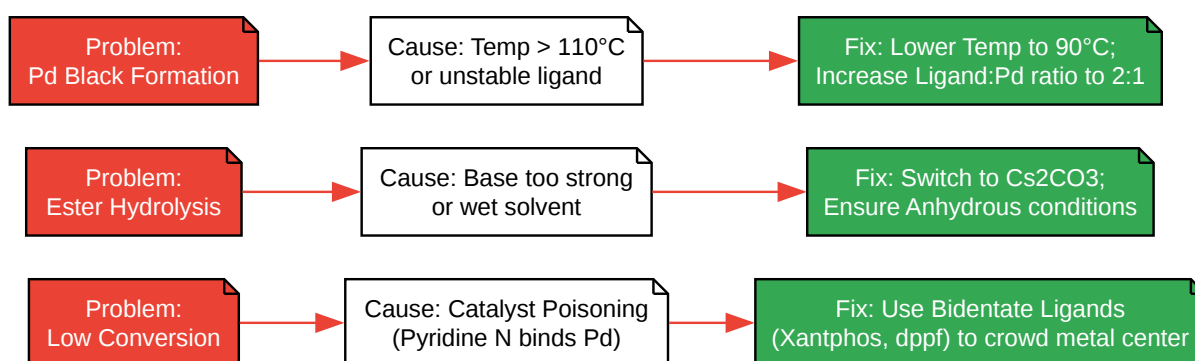 Problem:
Pd Black Formation
Cause: Temp > 110°C
or unstable ligand
Fix: Lower Temp to 90°C;
Increase Ligand:Pd ratio to 2:1
Problem:
Ester Hydrolysis
Cause: Base too strong
or wet solvent
Fix: Switch to Cs2CO3;
Ensure Anhydrous conditions
Problem:
Low Conversion
Cause: Catalyst Poisoning
(Pyridine N binds Pd)
Fix: Use Bidentate Ligands
(Xantphos, dppf) to crowd metal center